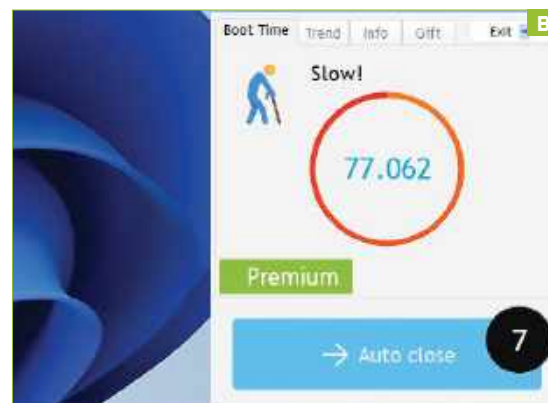 Boot Time Trend Info Gift Exit B
Slow!
77.062
Premium
→ Auto close 7